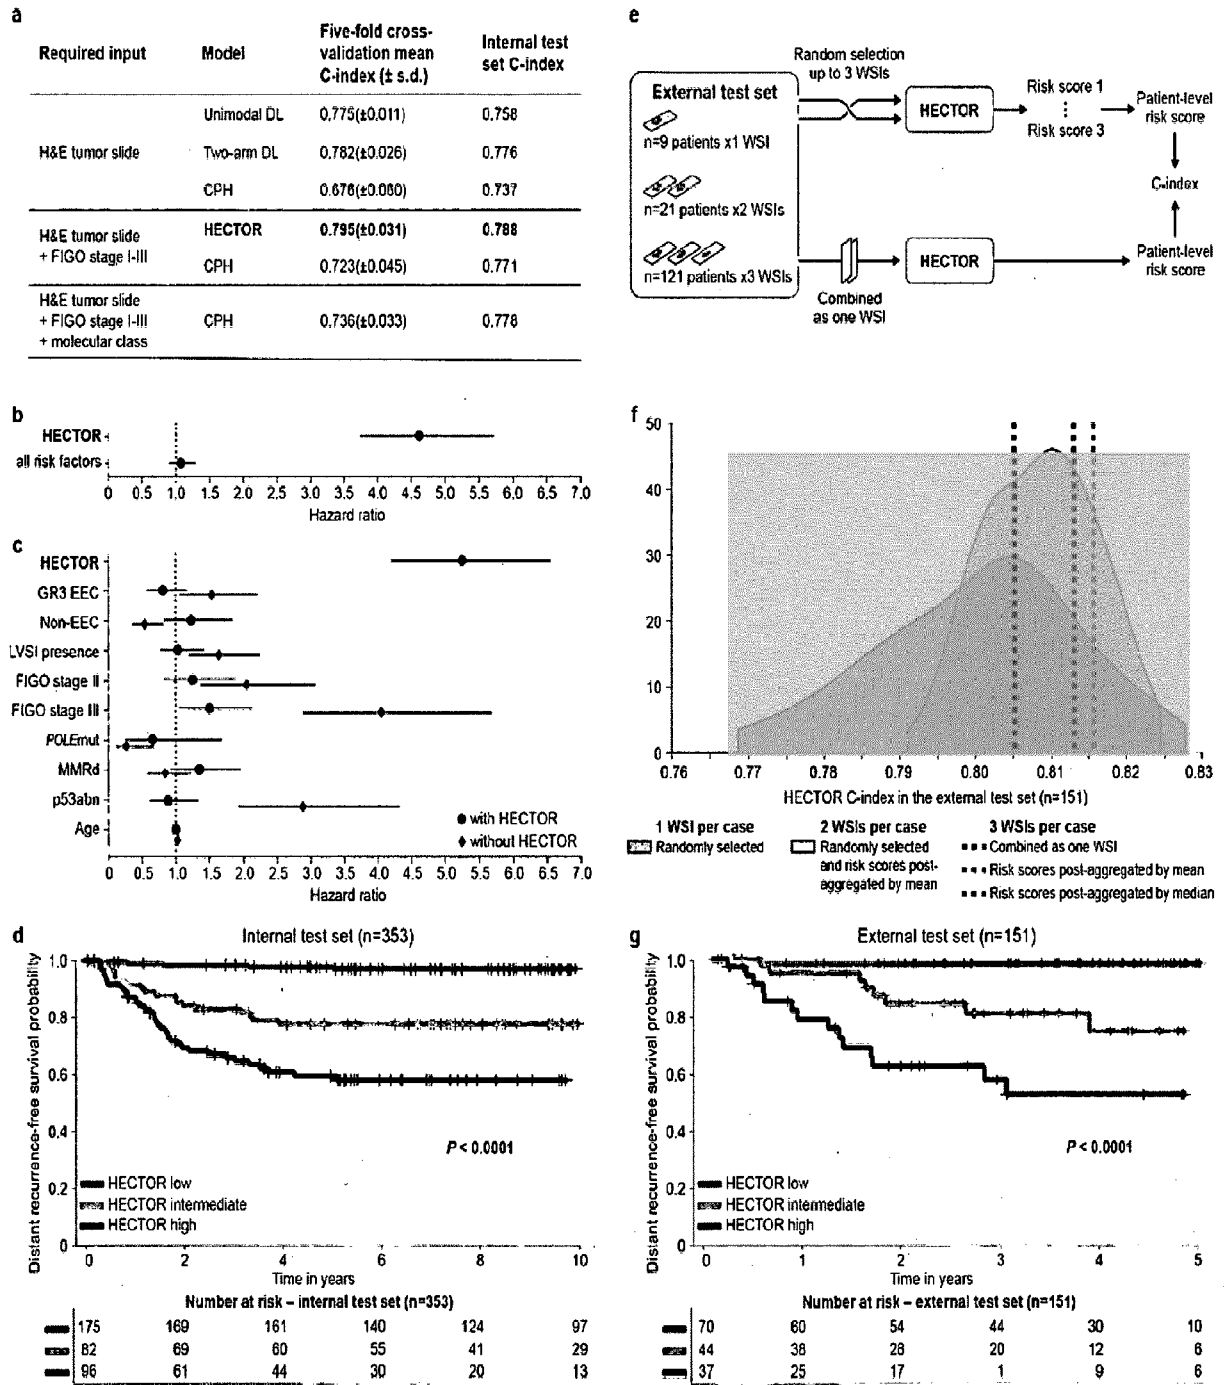 a
Required input Model Five-fold cross-validation mean C-index (± s.d.) Internal test set C-index
H&E tumor slide
Unimodal DL 0.775(±0.011) 0.758
Two-arm DL 0.782(±0.026) 0.776
CPH 0.737
H&E tumor slide
+ FIGO stage I-III
HECTOR 0.795(±0.031) 0.788
CPH 0.723(±0.045) 0.771
H&E tumor slide
+ FIGO stage I-III
+ molecular class
CPH 0.736(±0.033) 0.778
b
HECTOR
all risk factors
0 0.5 1.0 1.5 2.0 2.5 3.0 3.5 4.0 4.5 5.0 5.5 6.0 6.5 7.0
Hazard ratio
c
HECTOR
GR3 EEC
Non-EEC
LVSI presence
FIGO stage II
FIGO stage III
POLEmut
MMRd
p53abn
Age
with HECTOR
without HECTOR
0 0.5 1.0 1.5 2.0 2.5 3.0 3.5 4.0 4.5 5.0 5.5 6.0 6.5 7.0
Hazard ratio
d
Internal test set (n=353)
Distant recurrence-free survival probability
1.0
0.8
0.6
0.4
0.2
0
P < 0.0001
HECTOR low
HECTOR intermediate
HECTOR high
0 2 4 6 8 10
Time in years
Number at risk – internal test set (n=353)
175 169 161 140 124 97
82 69 60 55 41 29
96 61 44 30 20 13
e
External test set
n=9 patients x1 WSI
n=21 patients x2 WSIs
n=121 patients x3 WSIs
Random selection
up to 3 WSIs
HECTOR
Risk score 1
Risk score 3
Patient-level
risk score
C-index
Combined
as one WSI
HECTOR
Patient-level
risk score
f
50
40
30
20
10
0
0.76 0.77 0.78 0.79 0.80 0.81 0.82 0.83
HECTOR C-index in the external test set (n=151)
1 WSI per case
Randomly selected
2 WSIs per case
Randomly selected
and risk scores post-
aggregated by mean
3 WSIs per case
Combined as one WSI
Risk scores post-aggregated by mean
Risk scores post-aggregated by median
g
External test set (n=151)
Distant recurrence-free survival probability
1.0
0.8
0.6
0.4
0.2
0
P < 0.0001
HECTOR low
HECTOR intermediate
HECTOR high
0 1 2 3 4 5
Time in years
Number at risk – external test set (n=151)
70 60 54 44 30 10
44 38 28 20 12 6
37 25 17 1 9 6